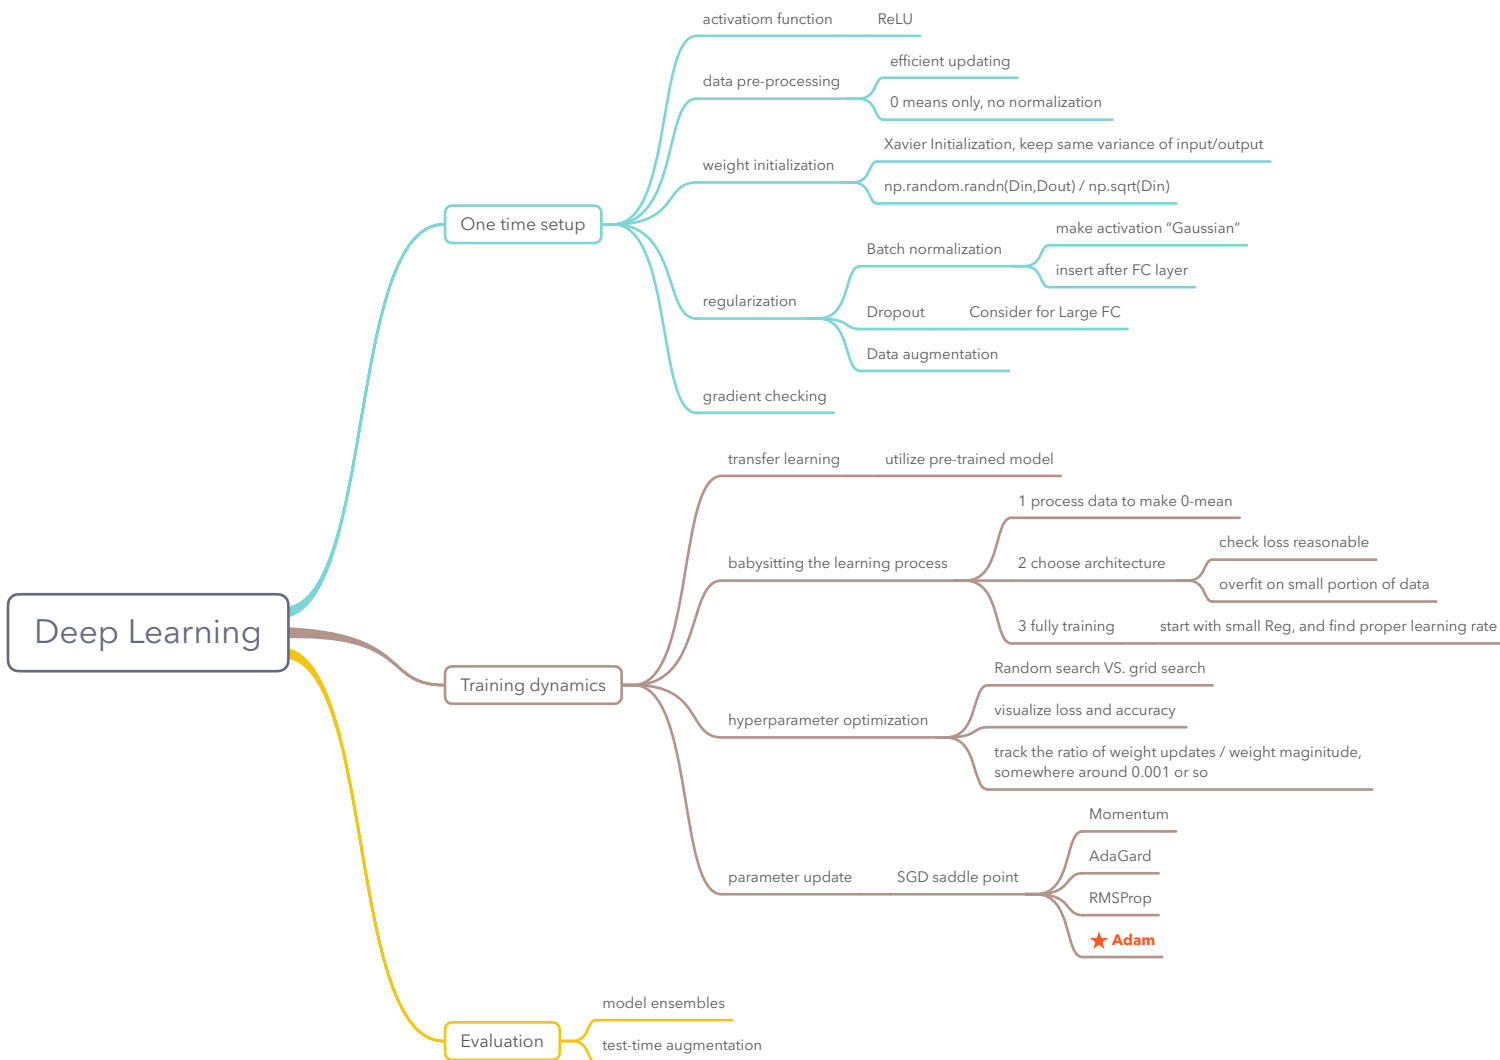 activatiom function
ReLU
efficient updating
data pre-processing
0 means only, no normalization
Xavier Initialization, keep same variance of input/output
weight initialization
np.random.randn(Din,Dout) / np.sqrt(Din)
One time setup
make activation “Gaussian”
Batch normalization
insert after FC layer
regularization
Dropout
Consider for Large FC
Data augmentation
gradient checking
transfer learning
utilize pre-trained model
1 process data to make 0-mean
check loss reasonable
babysitting the learning process
2 choose architecture
overfit on small portion of data
3 fully training
start with small Reg, and find proper learning rate
Deep Learning
Training dynamics
Random search VS. grid search
hyperparameter optimization
visualize loss and accuracy
track the ratio of weight updates / weight maginitude,
somewhere around 0.001 or so
Momentum
AdaGard
parameter update
SGD saddle point
RMSProp
Adam
model ensembles
Evaluation
test-time augmentation